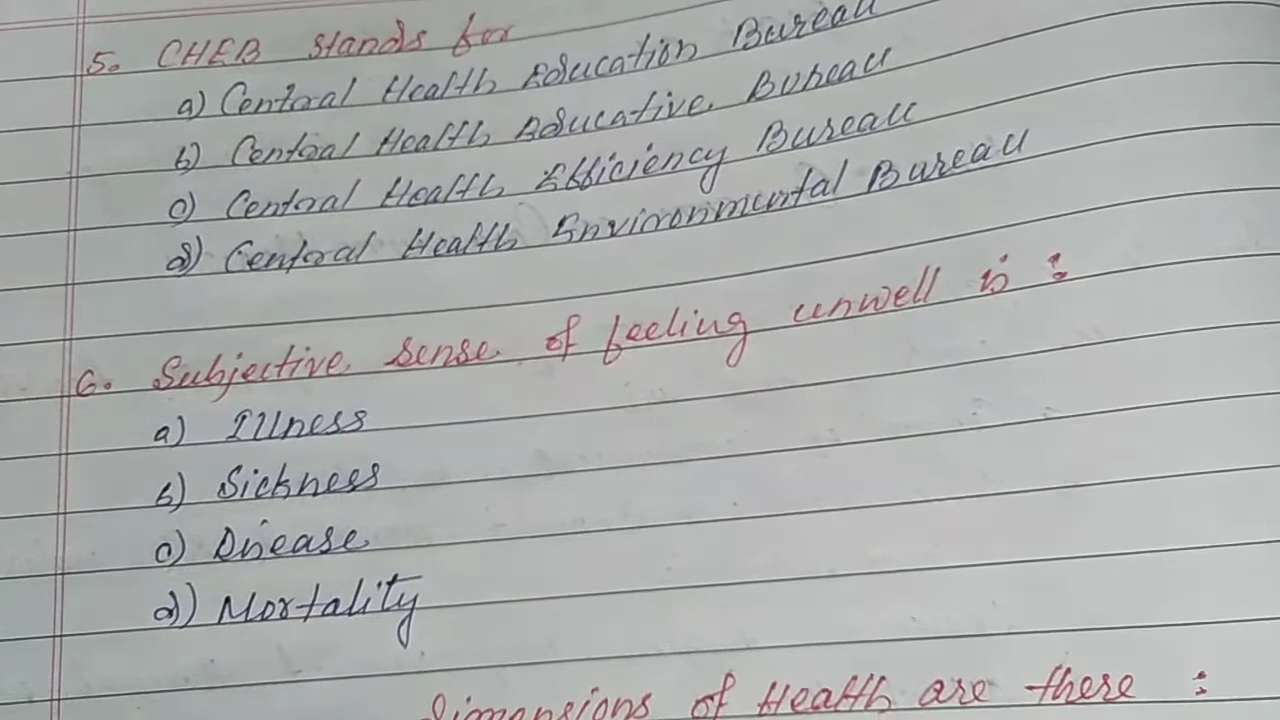 5. CHEB stands for
a) Central Health Education Bureau
b) Central Health Educative Bureau
c) Central Health Efficiency Bureau
d) Central Health Environmental Bureau
6. Subjective sense of feeling unwell is :
a) Illness
b) Sickness
c) Disease
d) Mortality
Dimensions of Health are there :